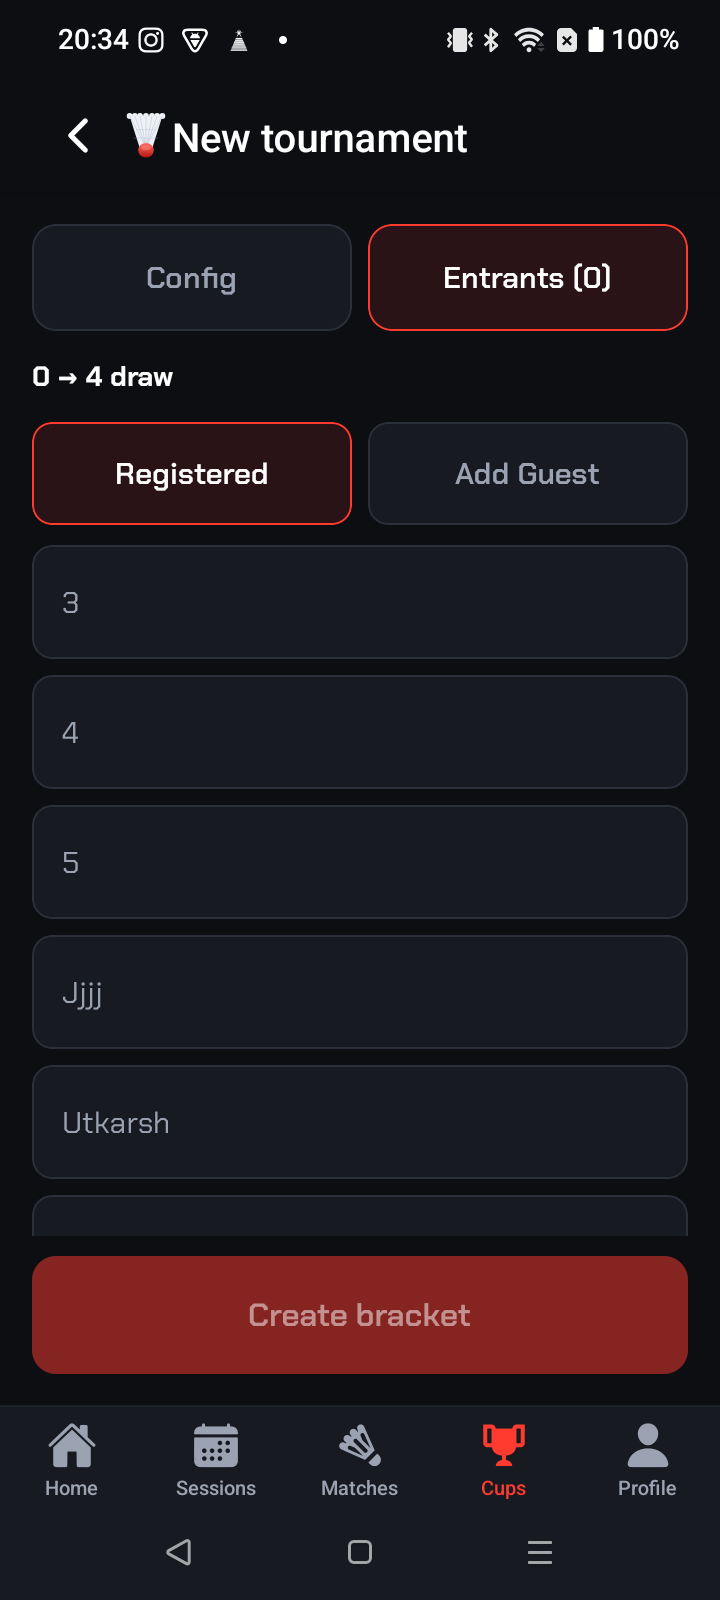 20:34 100%
New tournament
Config Entrants (0)
0 → 4 draw
Registered Add Guest
3
4
5
Jjjj
Utkarsh
Create bracket
Home Sessions Matches Cups Profile